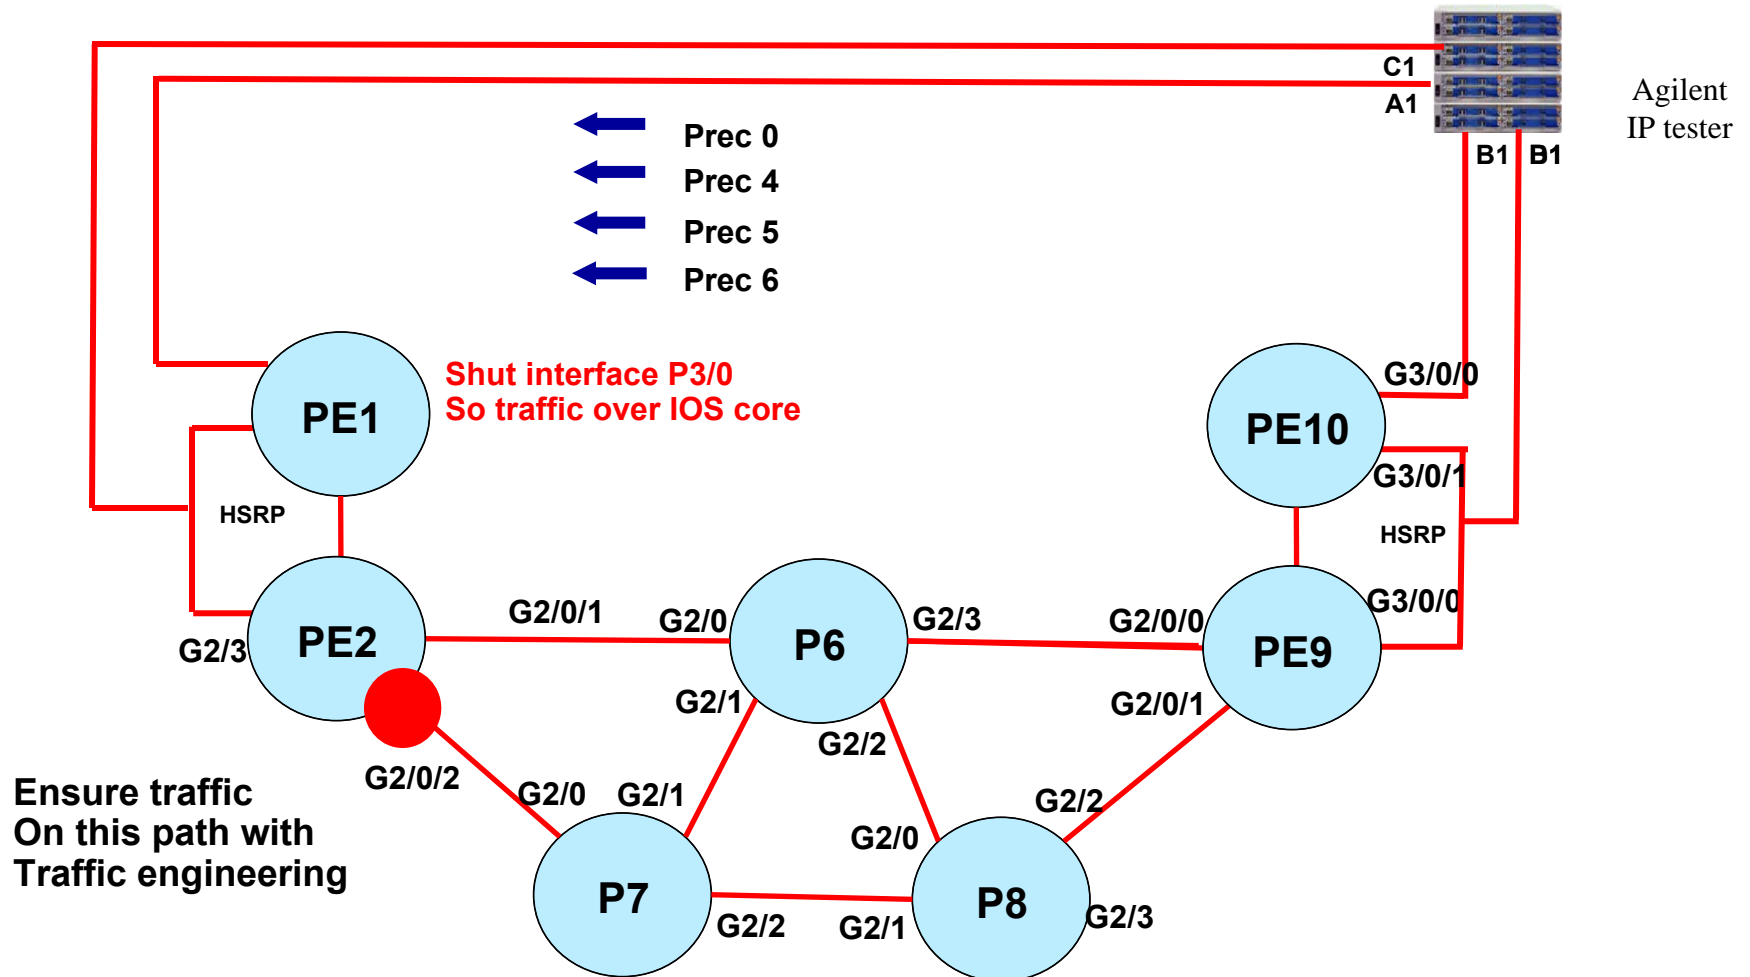 C1
A1
Agilent
IP tester
B1
B1
Prec 0
Prec 4
Prec 5
Prec 6
Shut interface P3/0
So traffic over IOS core
PE1
HSRP
PE10
G3/0/0
G3/0/1
HSRP
G3/0/0
G2/3
PE2
G2/0/1
G2/0
P6
G2/3
G2/0/0
PE9
G2/1
G2/2
G2/0/1
G2/0/2
G2/0
G2/1
G2/0
G2/2
Ensure traffic
On this path with
Traffic engineering
P7
G2/2
G2/1
P8
G2/3